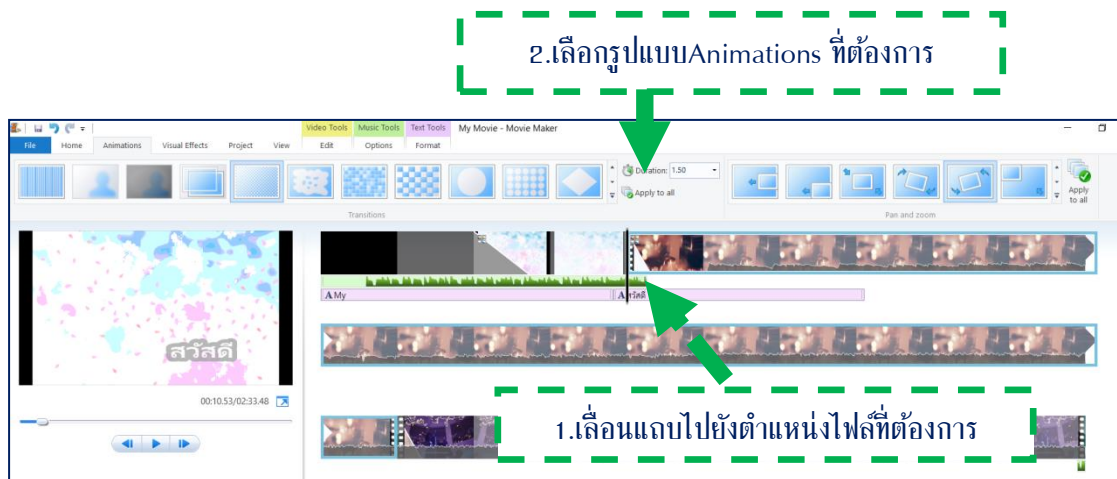 2.เลือกรูปแบบAnimations ที่ต้องการ
Video Tools Music Tools Text Tools My Movie - Movie Maker
File Home Animations Visual Effects Project View Edit Options Format
Duration: 1.50
Apply to all
Apply
to all
Transitions
Pan and zoom
A My
A สวัสดี
สวัสดี
00:10.53/02:33.48
1.เลื่อนแถบไปยังตำแหน่งไฟล์ที่ต้องการ